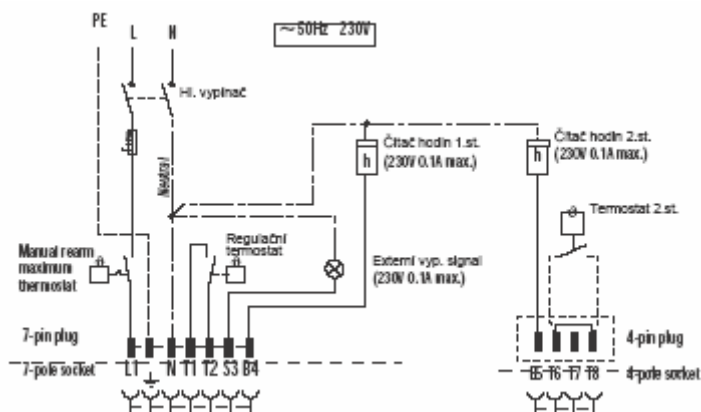 PE
L
N
~50Hz 230V
Hl. vypínač
Neutral
Čítač hodin 1.st.
(230V 0.1A max.)
h
Čítač hodin 2.st.
(230V 0.1A max.)
h
Termostat 2.st.
Manual rearm
maximum
thermostat
Regulační
termostat
Externí vyp. signal
(230V 0.1A max.)
7-pin plug
4-pin plug
7-pole socket
L1 N T1 T2 S3 B4
B5 T6 T7 T8
4-pole socket